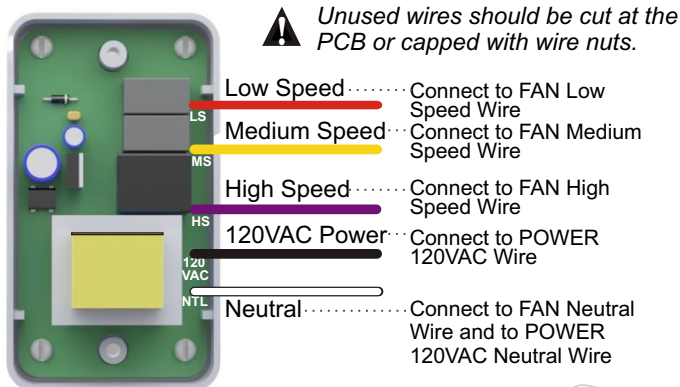 Unused wires should be cut at the
PCB or capped with wire nuts.
Low Speed
Connect to FAN Low
Speed Wire
LS
Medium Speed
Connect to FAN Medium
Speed Wire
MS
High Speed
Connect to FAN High
Speed Wire
HS
120VAC Power
Connect to POWER
120VAC Wire
120
VAC
NTL
Neutral
Connect to FAN Neutral
Wire and to POWER
120VAC Neutral Wire